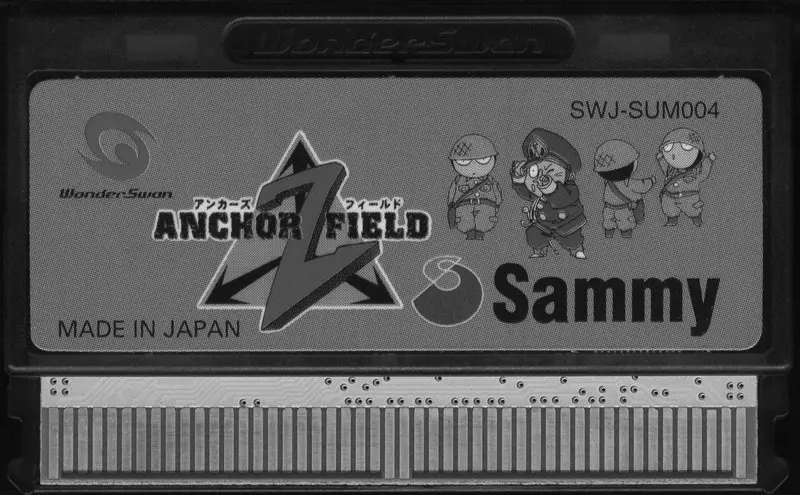 WonderSwan
SWJ-SUM004
WonderSwan
アンカーズ フィールド
ANCHOR Z FIELD
Sammy
MADE IN JAPAN